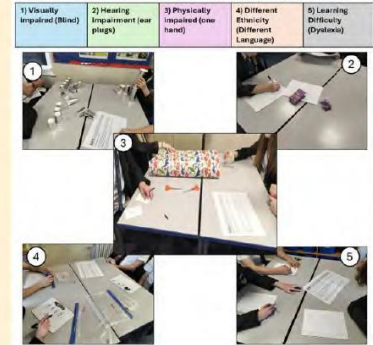 1) Visually
impaired (Blind)
2) Hearing
Impairment (ear
plugs)
3) Physically
impaired (one
hand)
4) Different
Ethnicity
(Different
Language)
5) Learning
Difficulty
(Dyslexia)
1
2
3
4
5